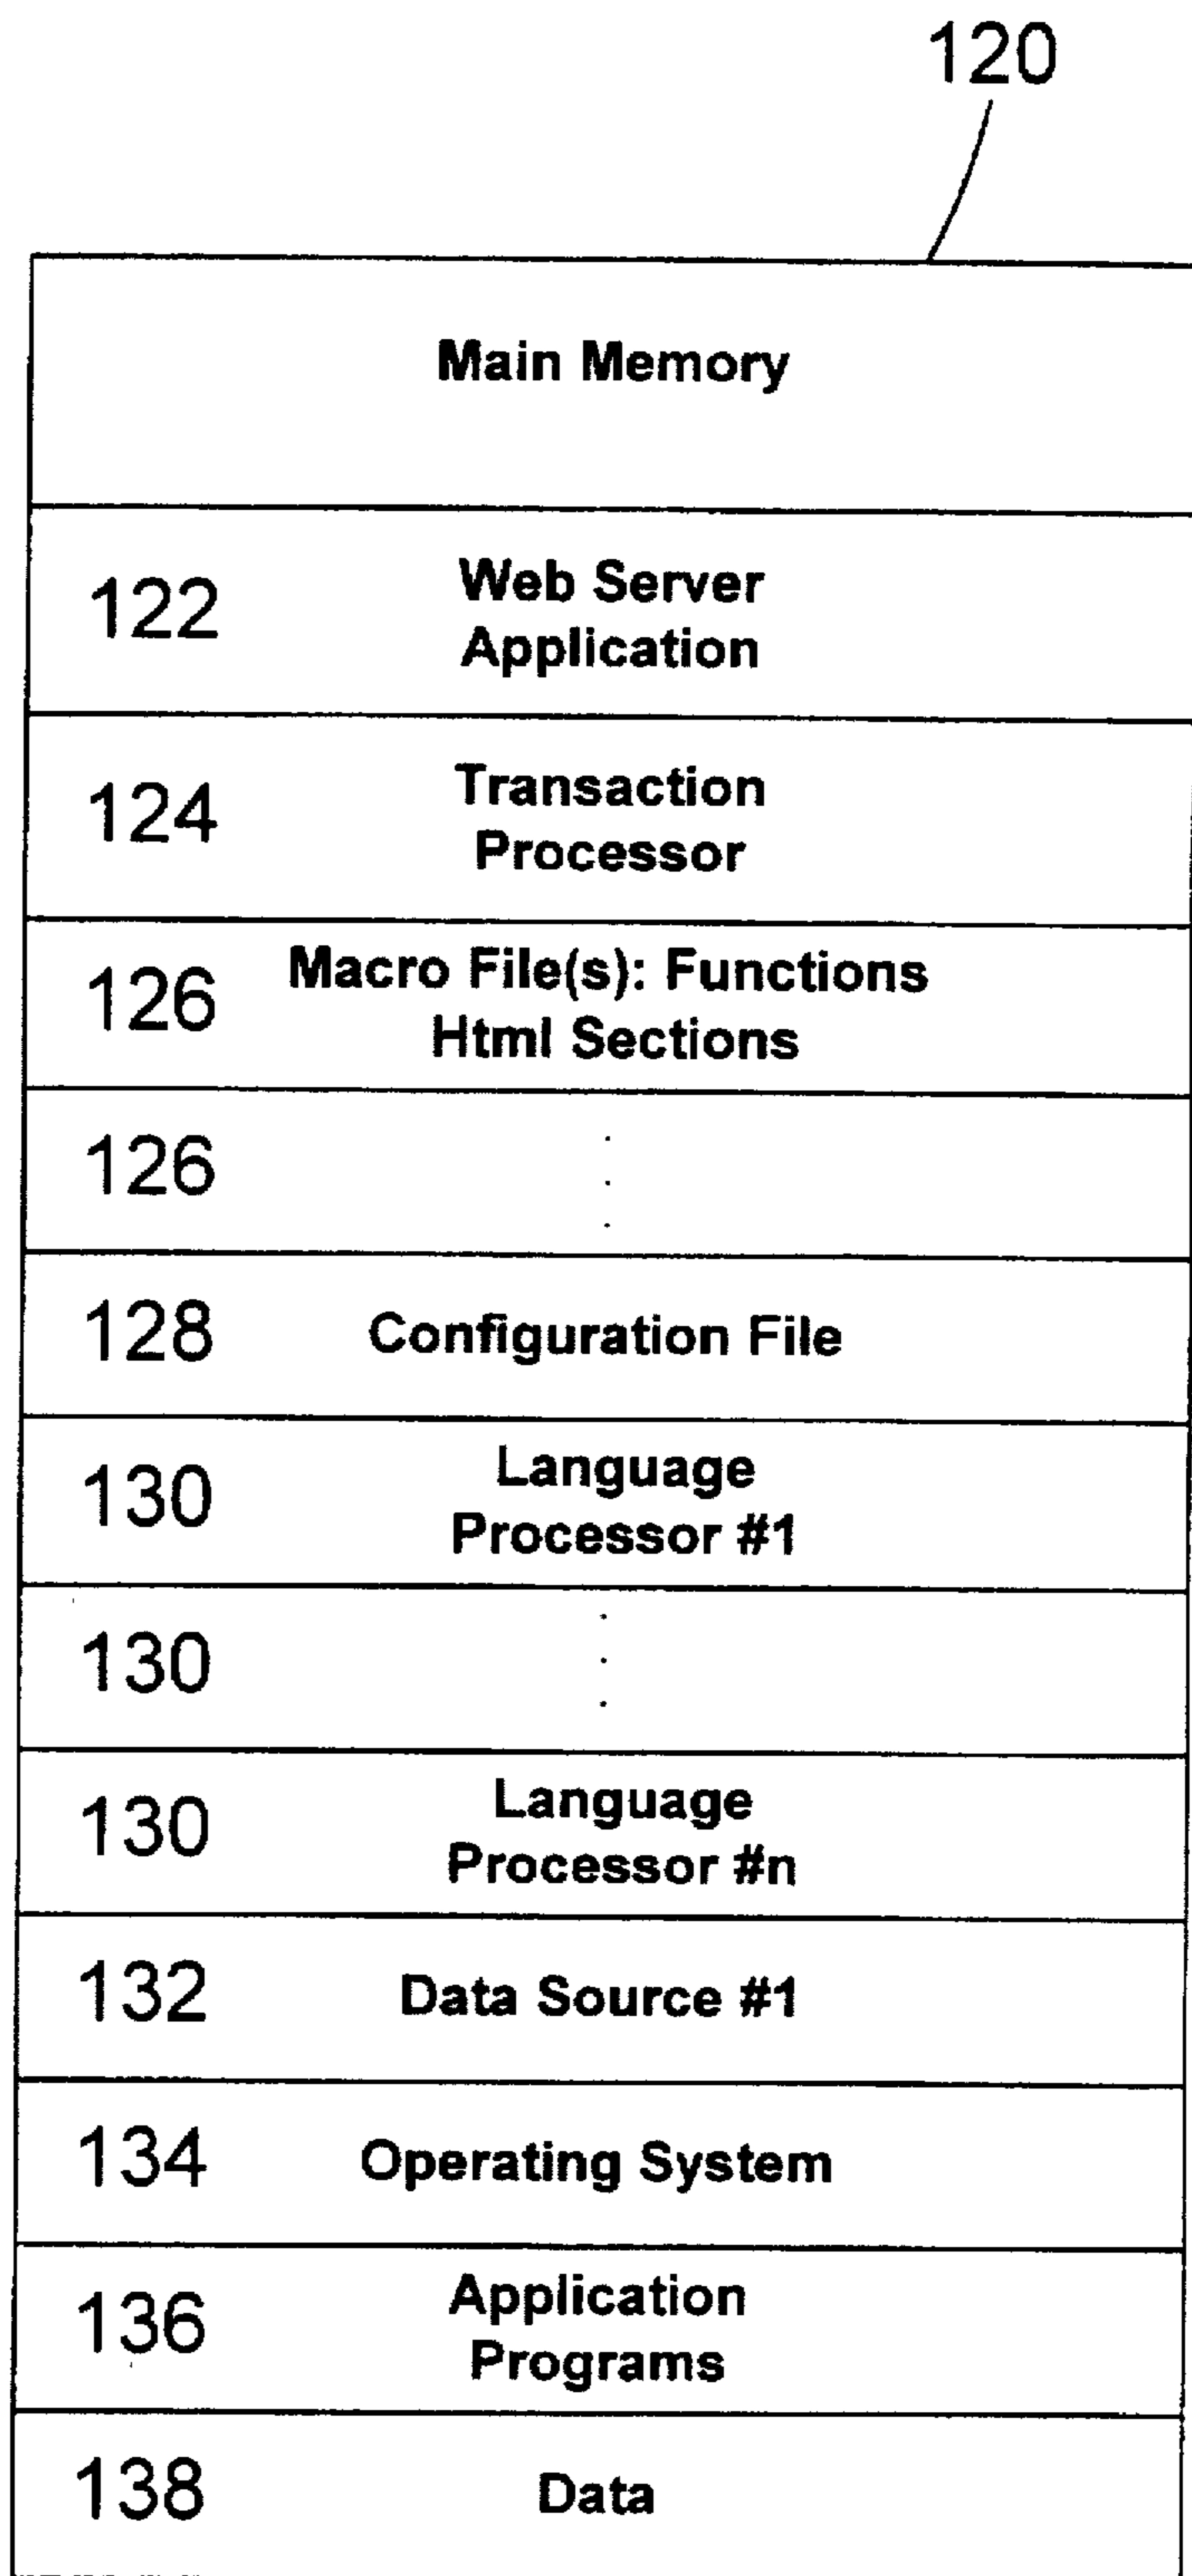 120
Main Memory
122
Web Server
Application
124
Transaction
Processor
126
Macro File(s): Functions
Html Sections
126
128
Configuration File
130
Language
Processor #1
130
130
Language
Processor #n
132
Data Source #1
134
Operating System
136
Application
Programs
138
Data